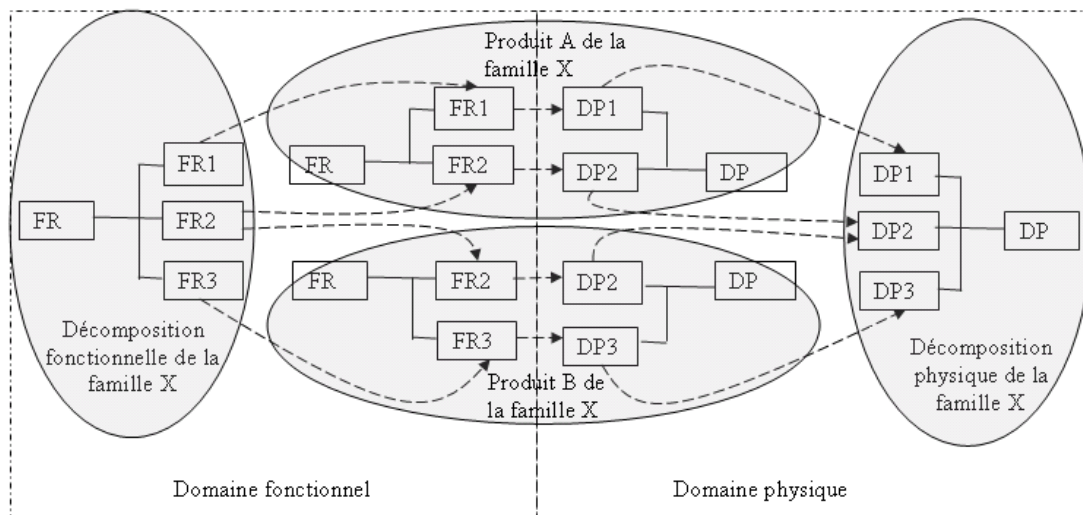 FR
FR1
FR2
FR3
Décomposition
fonctionnelle de la
famille X
Produit A de la
famille X
FR1
DP1
FR
FR2
DP2
DP
FR
FR2
DP2
DP
FR3
DP3
Produit B de
la famille X
DP1
DP2
DP
DP3
Décomposition
physique de la
famille X
Domaine fonctionnel
Domaine physique